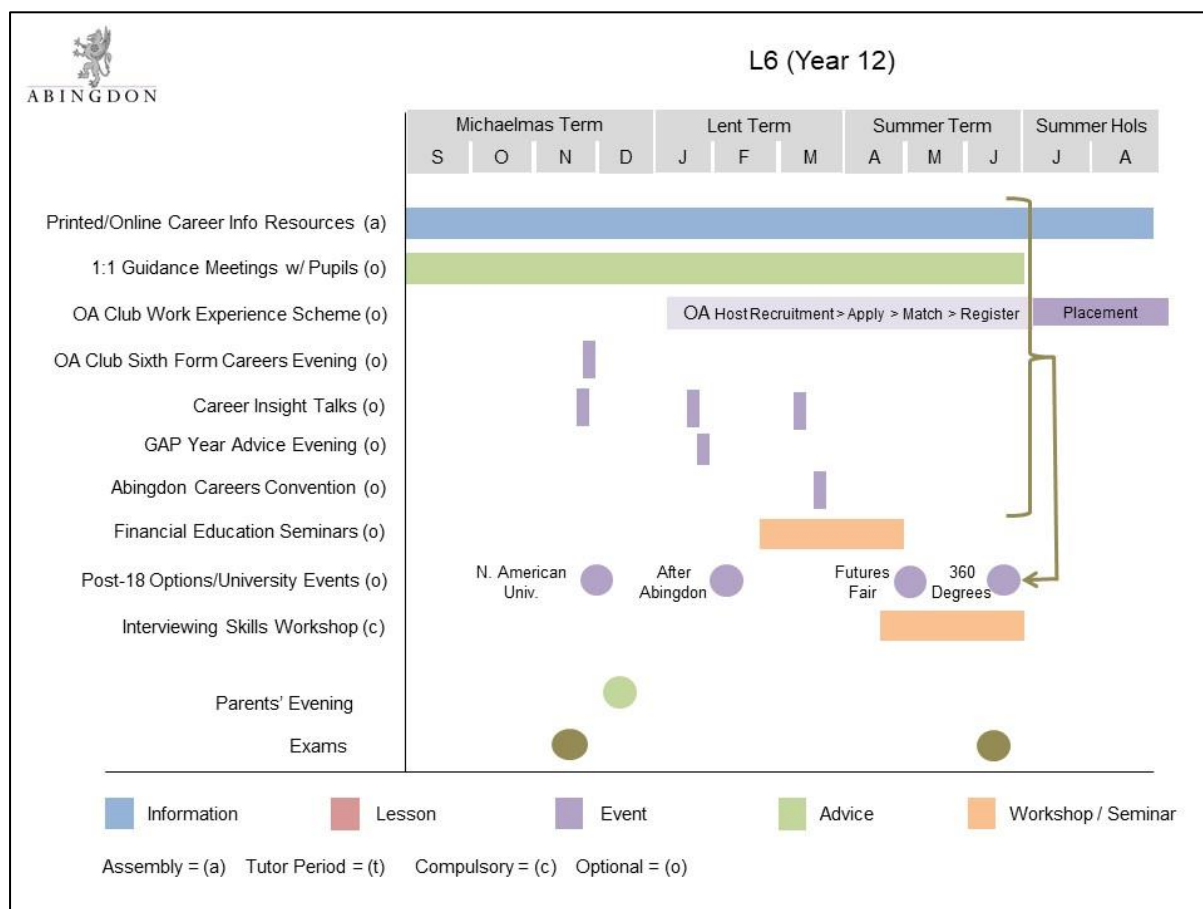 ABINGDON
L6 (Year 12)
Michaelmas Term Lent Term Summer Term Summer Hols
S O N D J F M A M J J A
Printed/Online Career Info Resources (a)
1:1 Guidance Meetings w/ Pupils (o)
OA Club Work Experience Scheme (o) OA Host Recruitment > Apply > Match > Register Placement
OA Club Sixth Form Careers Evening (o)
Career Insight Talks (o)
GAP Year Advice Evening (o)
Abingdon Careers Convention (o)
Financial Education Seminars (o)
Post-18 Options/University Events (o)
N. American
Univ.
After
Abingdon
Futures
Fair
360
Degrees
Interviewing Skills Workshop (c)
Parents' Evening
Exams
Information Lesson Event Advice Workshop / Seminar
Assembly = (a) Tutor Period = (t) Compulsory = (c) Optional = (o)